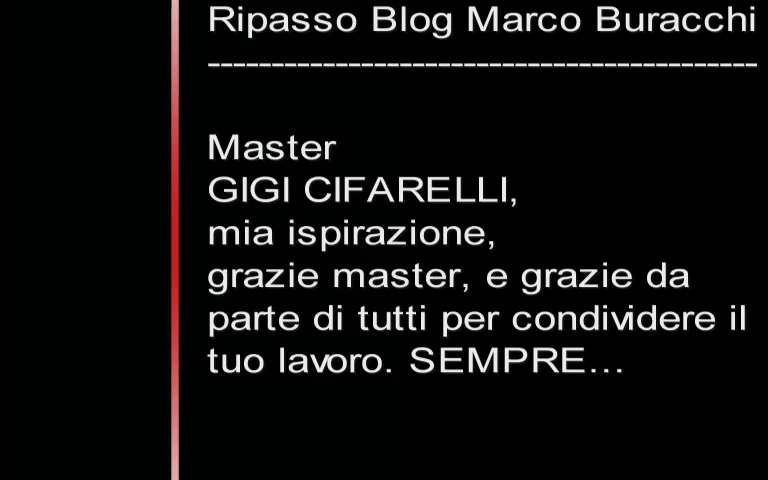 Ripasso Blog Marco Buracchi
-------------------------------------------
Master
GIGI CIFARELLI,
mia ispirazione,
grazie master, e grazie da
parte di tutti per condividere il
tuo lavoro. SEMPRE...